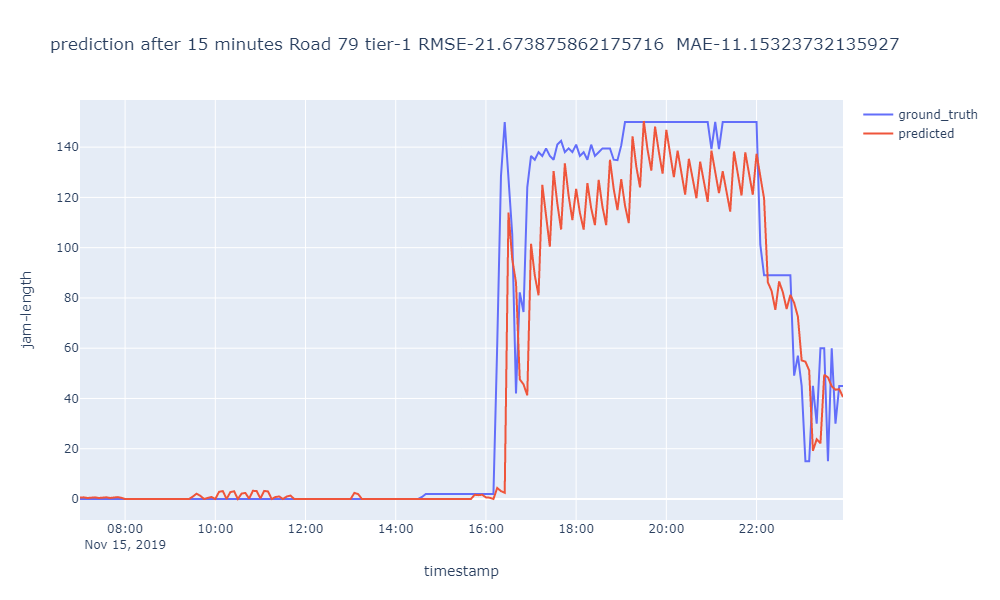 prediction after 15 minutes Road 79 tier-1 RMSE-21.673875862175716  MAE-11.15323732135927
ground_truth
predicted
jam-length
140
120
100
80
60
40
20
0
08:00 10:00 12:00 14:00 16:00 18:00 20:00 22:00
Nov 15, 2019
timestamp